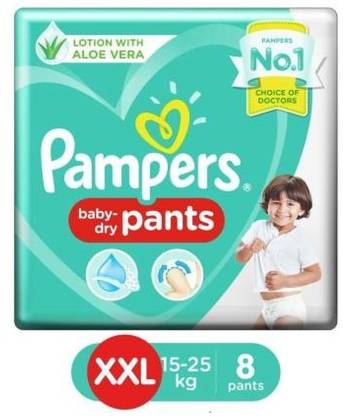 LOTION WITH
ALOE VERA
PAMPERS
No.1
CHOICE OF
DOCTORS
Pampers®
baby-dry pants
XXL 15-25 kg 8 pants